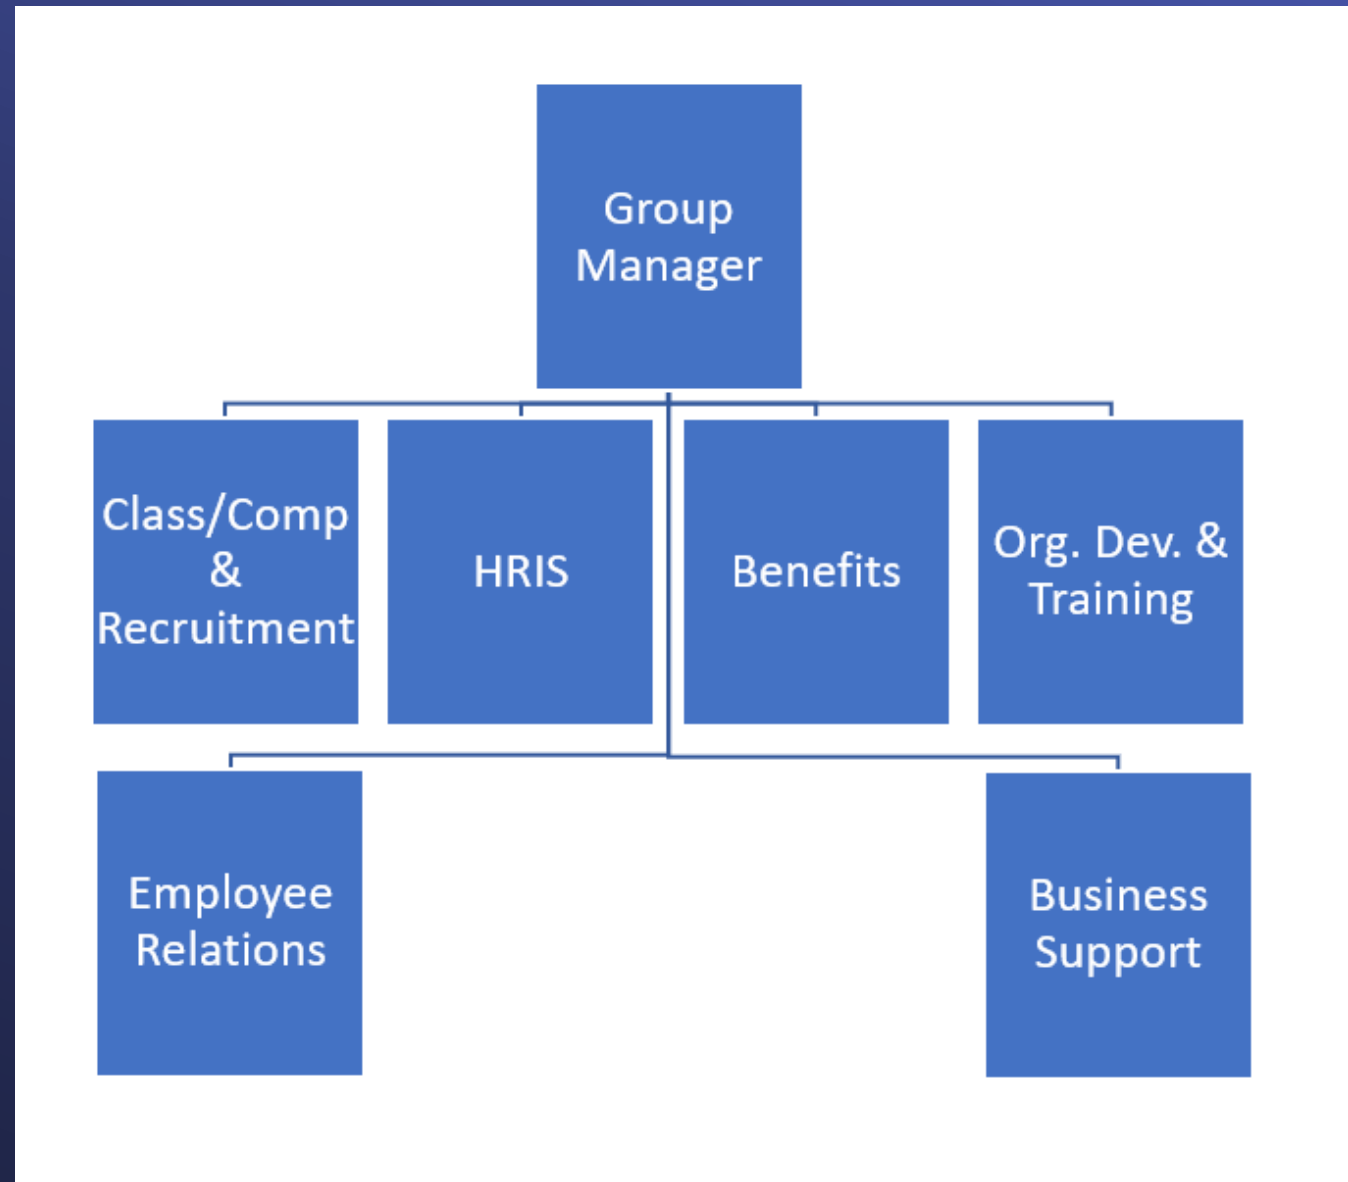 Group
Manager
Class/Comp
&
Recruitment
HRIS
Benefits
Org. Dev. &
Training
Employee
Relations
Business
Support